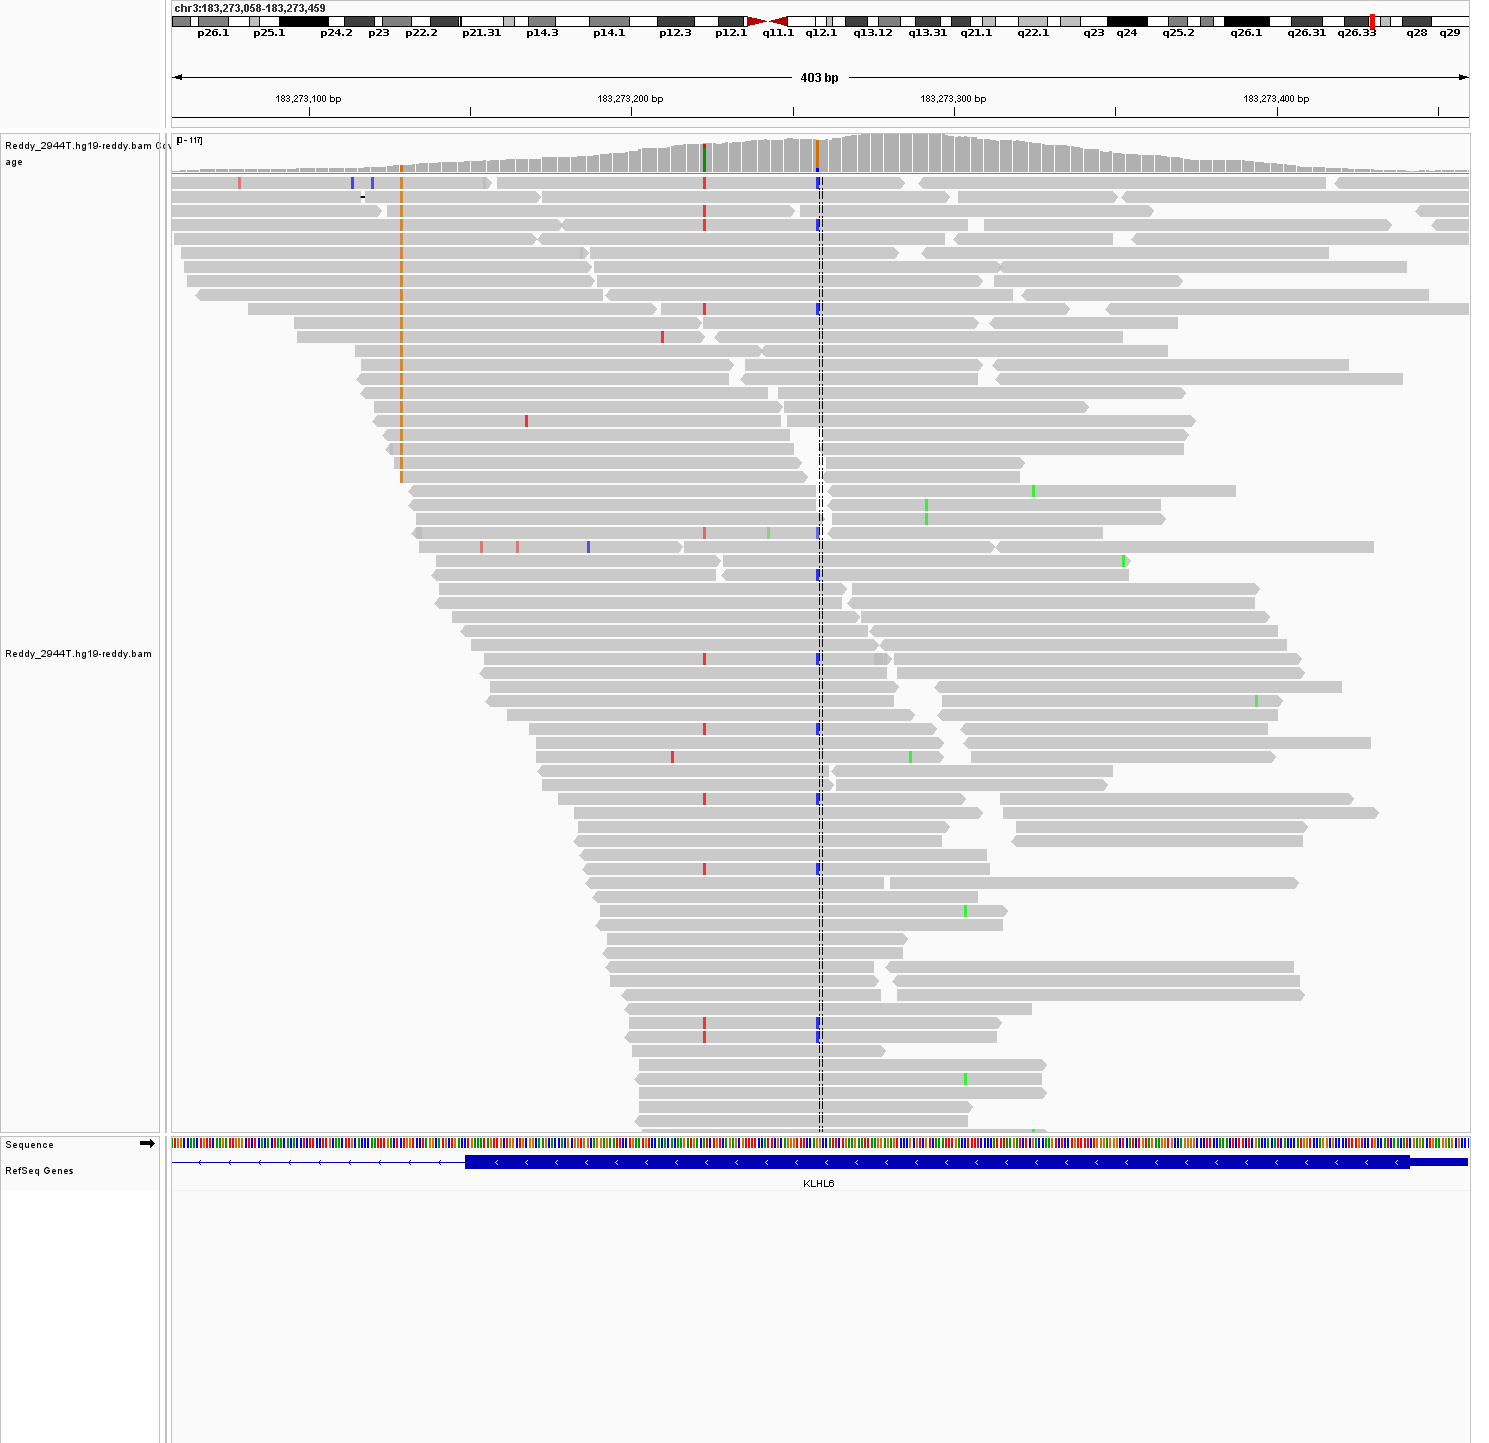 chr3:183,273,058-183,273,459
p26.1 p25.1 p24.2 p23 p22.2 p21.31 p14.3 p14.1 p12.3 p12.1 q11.1 q12.1 q13.12 q13.31 q21.1 q22.1 q23 q24 q25.2 q26.1 q26.31 q26.33 q28 q29
403 bp
183,273,100 bp 183,273,200 bp 183,273,300 bp 183,273,400 bp
Reddy_2944T.hg19-reddy.bam Cov
age
[0 - 117]
Reddy_2944T.hg19-reddy.bam
Sequence
RefSeq Genes
KLHL6